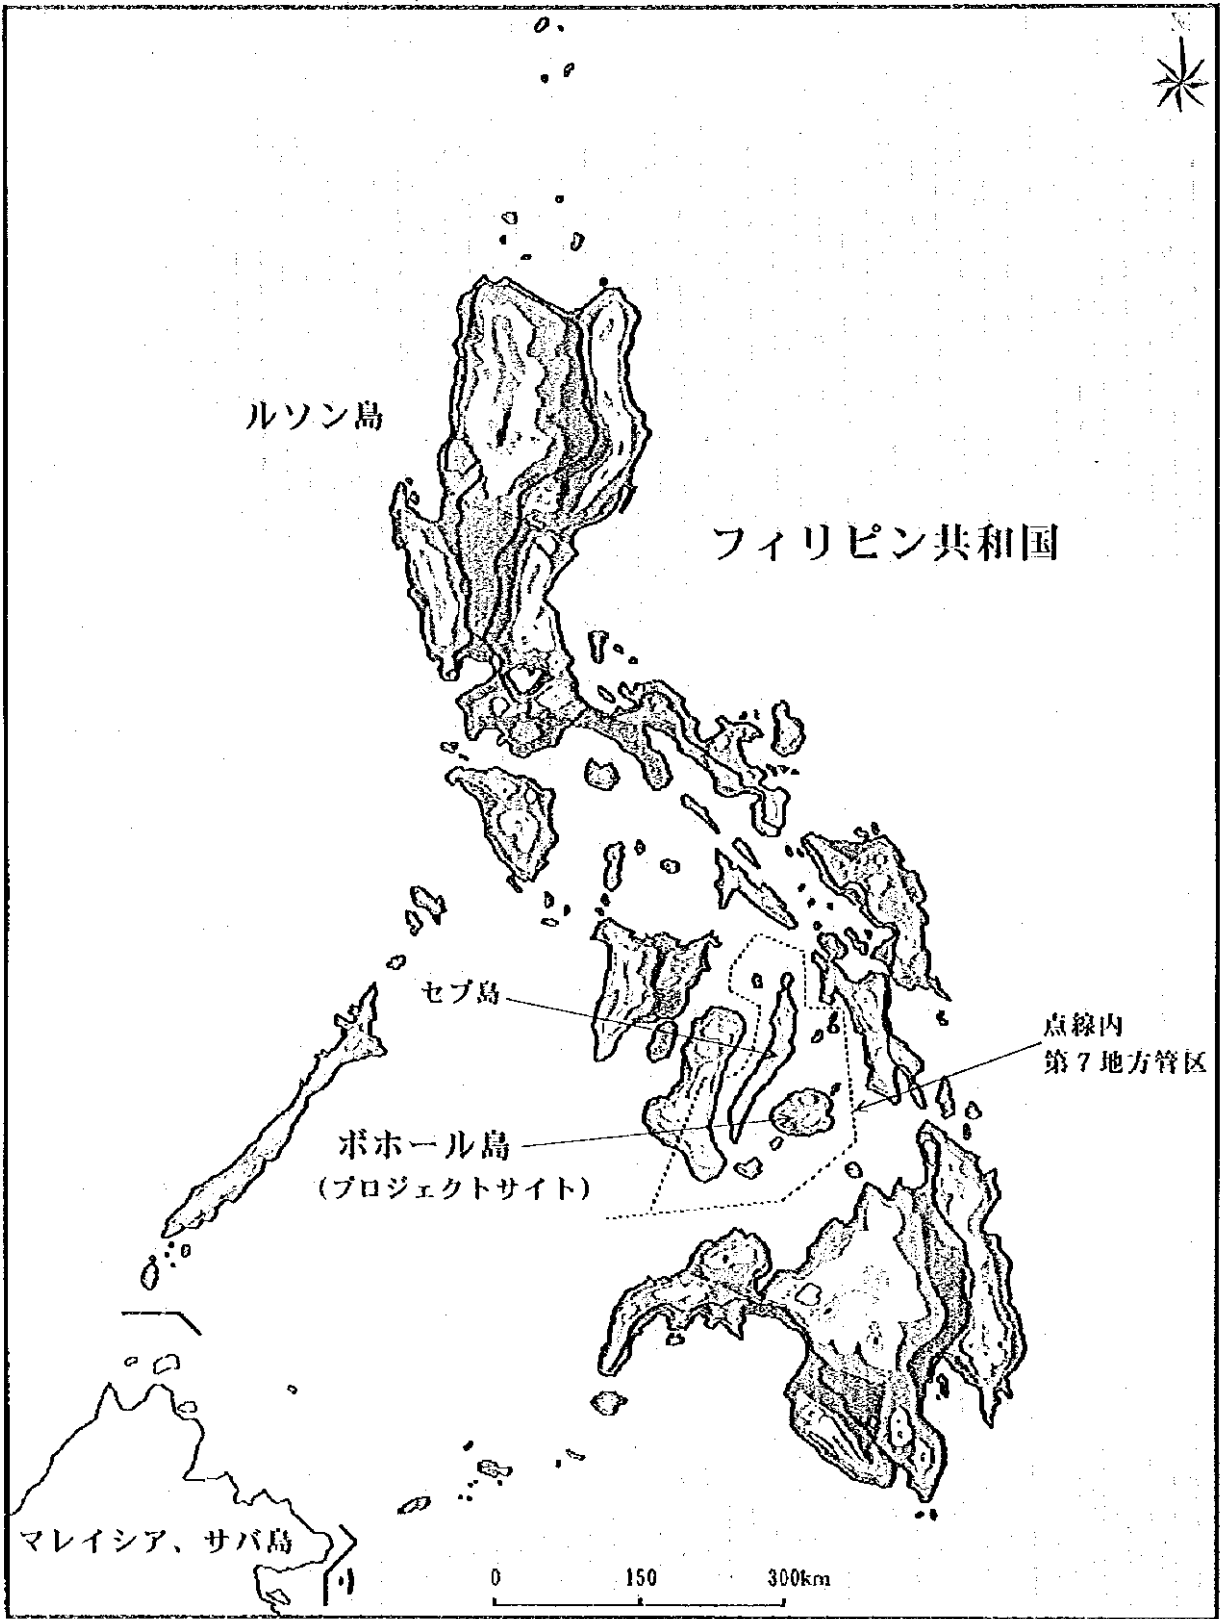 ルソン島
フィリピン共和国
セブ島
点線内
第7地方管区
ボホール島
(プロジェクトサイト)
マレイシア、サバ島
0 150 300km